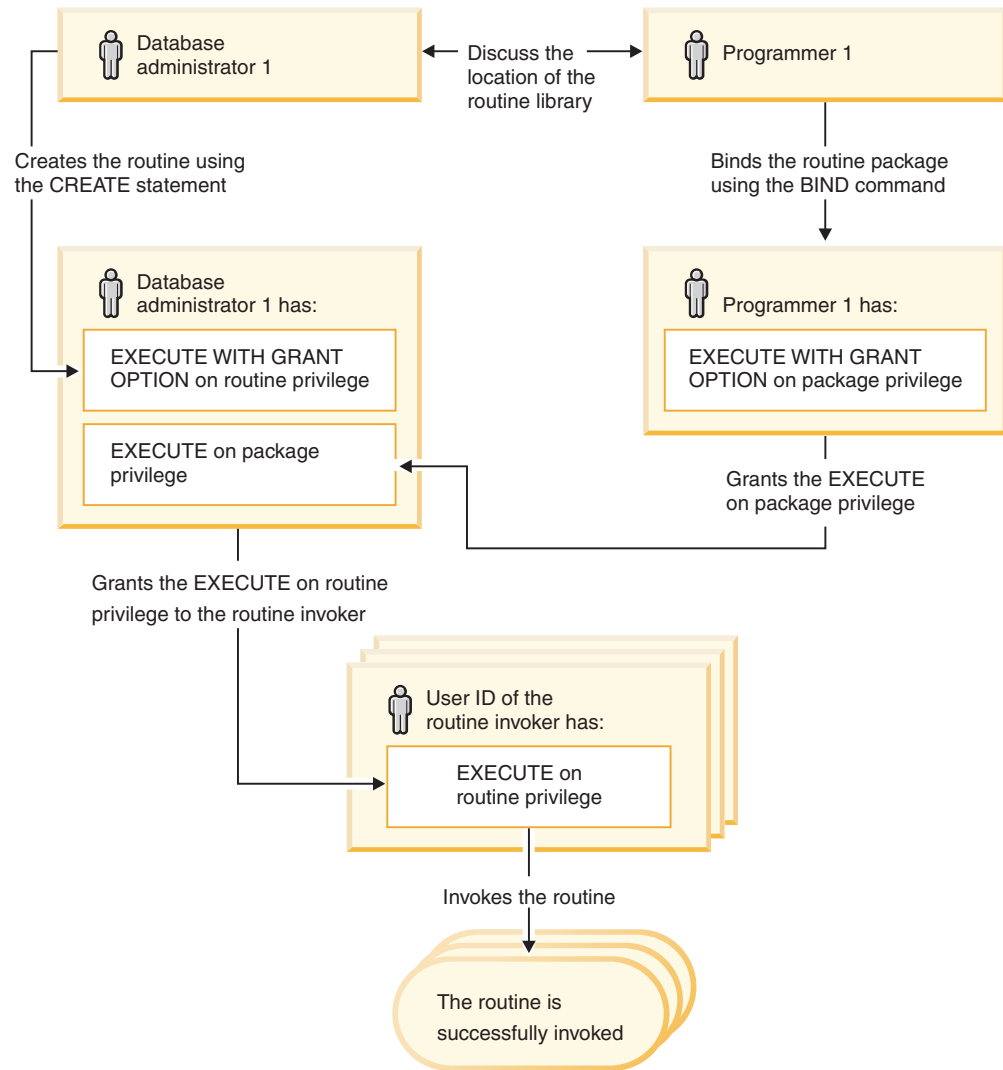 Database
administrator 1
Discuss the
location of the
routine library
Programmer 1
Creates the routine using
the CREATE statement
Binds the routine package
using the BIND command
Database
administrator 1 has:
EXECUTE WITH GRANT
OPTION on routine privilege
EXECUTE on package
privilege
Programmer 1 has:
EXECUTE WITH GRANT
OPTION on package privilege
Grants the EXECUTE
on package privilege
Grants the EXECUTE on routine
privilege to the routine invoker
User ID of the
routine invoker has:
EXECUTE on
routine privilege
Invokes the routine
The routine is
successfully invoked